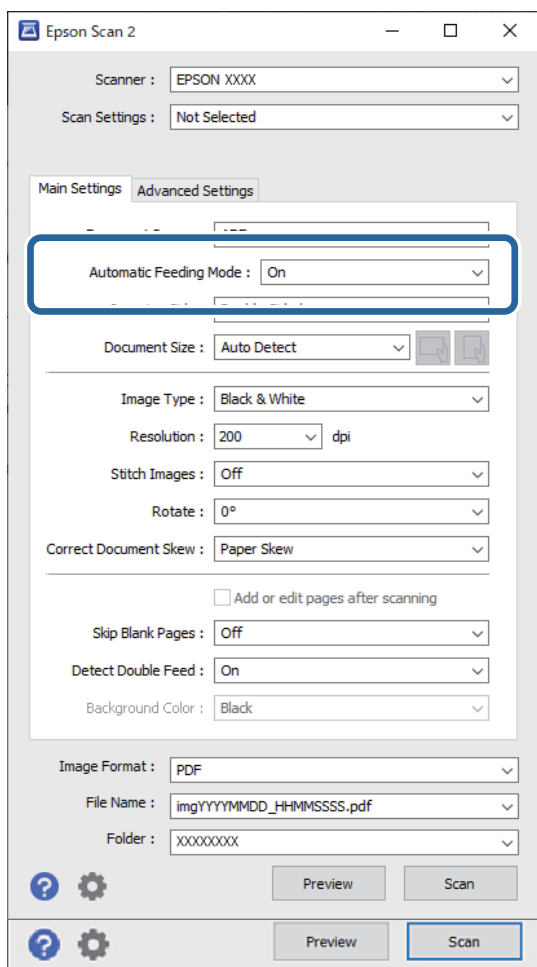 Epson Scan 2
Scanner : EPSON XXXX
Scan Settings : Not Selected
Main Settings Advanced Settings
Automatic Feeding Mode : On
Document Size : Auto Detect
Image Type : Black & White
Resolution : 200 dpi
Stitch Images : Off
Rotate : 0°
Correct Document Skew : Paper Skew
Add or edit pages after scanning
Skip Blank Pages : Off
Detect Double Feed : On
Background Color : Black
Image Format : PDF
File Name : imgYYYYMMDD_HHMMSSSS.pdf
Folder : XXXXXXXX
? Preview Scan
? Preview Scan